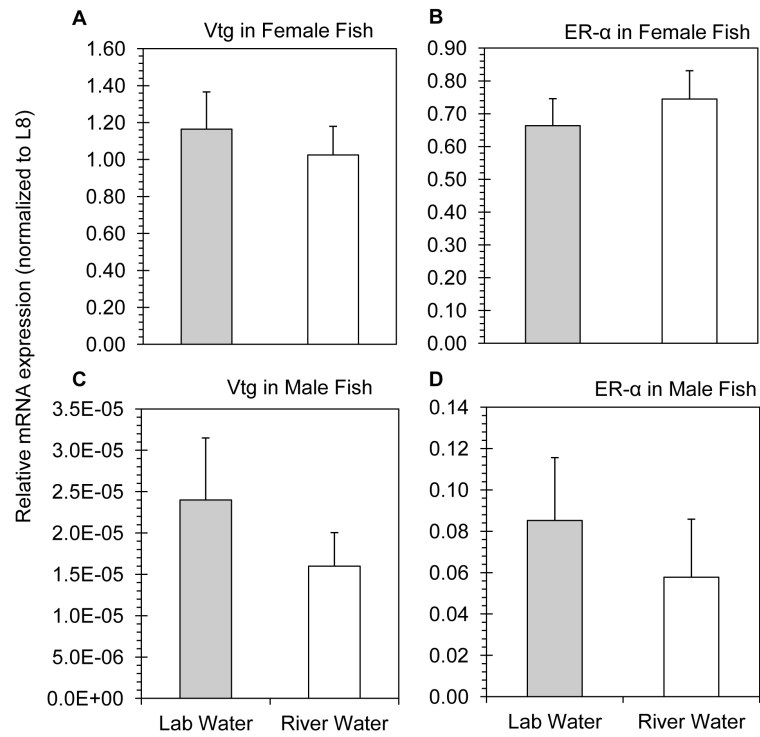 A
Vtg in Female Fish
1.60
1.40
1.20
1.00
0.80
0.60
0.40
0.20
0.00
B
ER-α in Female Fish
0.90
0.80
0.70
0.60
0.50
0.40
0.30
0.20
0.10
0.00
Relative mRNA expression (normalized to L8)
C
Vtg in Male Fish
3.5E-05
3.0E-05
2.5E-05
2.0E-05
1.5E-05
1.0E-05
5.0E-06
0.0E+00
Lab Water River Water
D
ER-α in Male Fish
0.14
0.12
0.10
0.08
0.06
0.04
0.02
0.00
Lab Water River Water